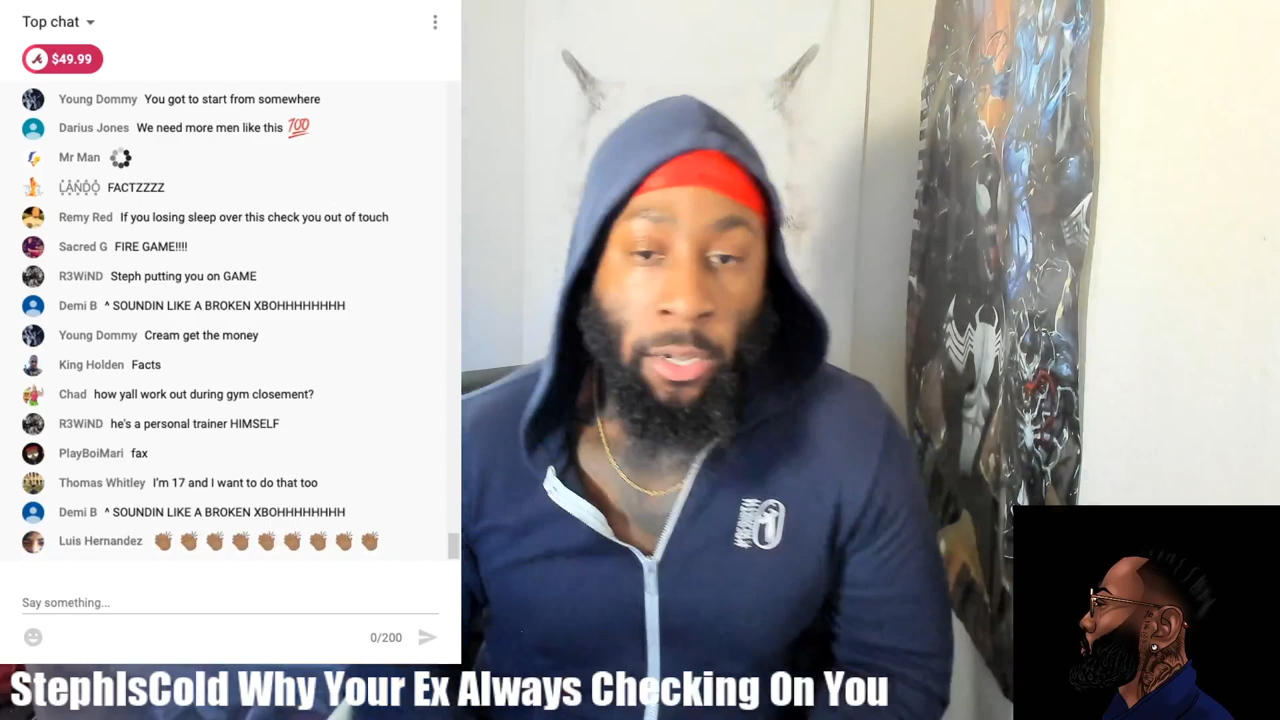 Top chat
$49.99
Young Dommy You got to start from somewhere
Darius Jones We need more men like this 💯
Mr Man
ḶẠṆḌỌ FACTZZZZ
Remy Red If you losing sleep over this check you out of touch
Sacred G FIRE GAME!!!!
R3WiND Steph putting you on GAME
Demi B ^ SOUNDIN LIKE A BROKEN XBOHHHHHHHH
Young Dommy Cream get the money
King Holden Facts
Chad how yall work out during gym closement?
R3WiND he's a personal trainer HIMSELF
PlayBoiMari fax
Thomas Whitley I'm 17 and I want to do that too
Demi B ^ SOUNDIN LIKE A BROKEN XBOHHHHHHHH
Luis Hernandez 👏🏾👏🏾👏🏾👏🏾👏🏾👏🏾👏🏾👏🏾👏🏾
Say something...
0/200
StephIsCold Why Your Ex Always Checking On You